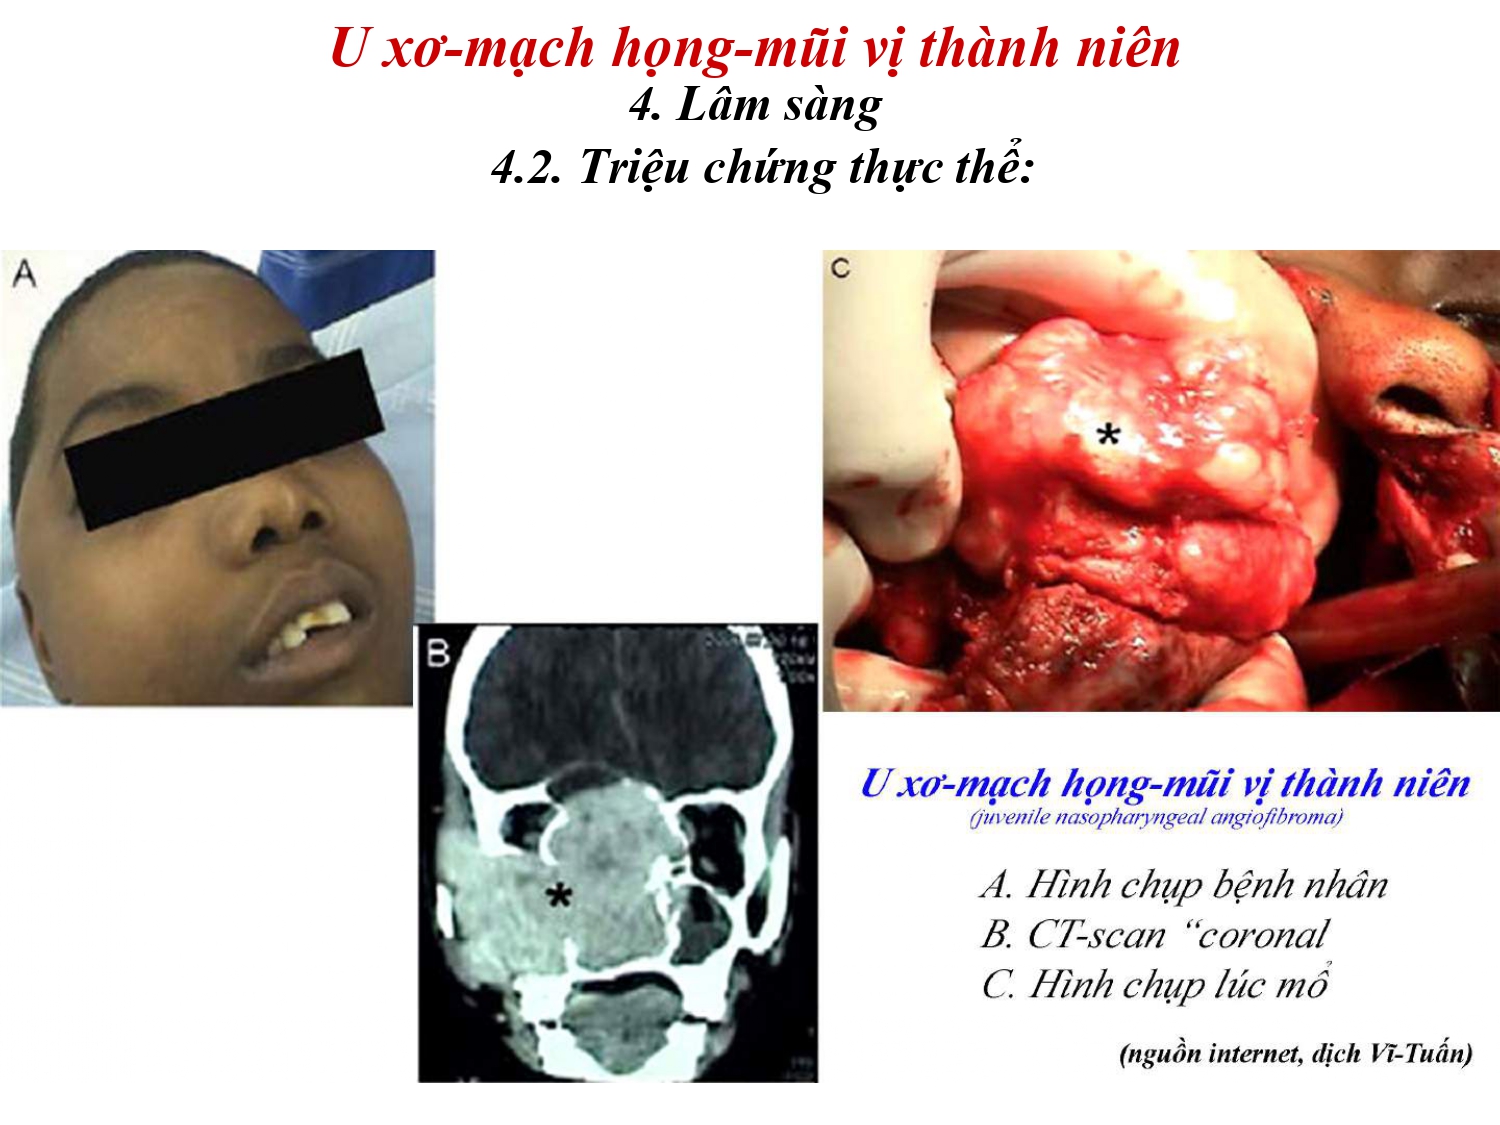 U xơ-mạch họng-mũi vị thành niên
4. Lâm sàng
4.2. Triệu chứng thực thể:
A
C
*
B
*
U xơ-mạch họng-mũi vị thành niên
(juvenile nasopharyngeal angiofibroma)
A. Hình chụp bệnh nhân
B. CT-scan “coronal
C. Hình chụp lúc mổ
(nguồn internet, dịch Vĩ-Tuấn)